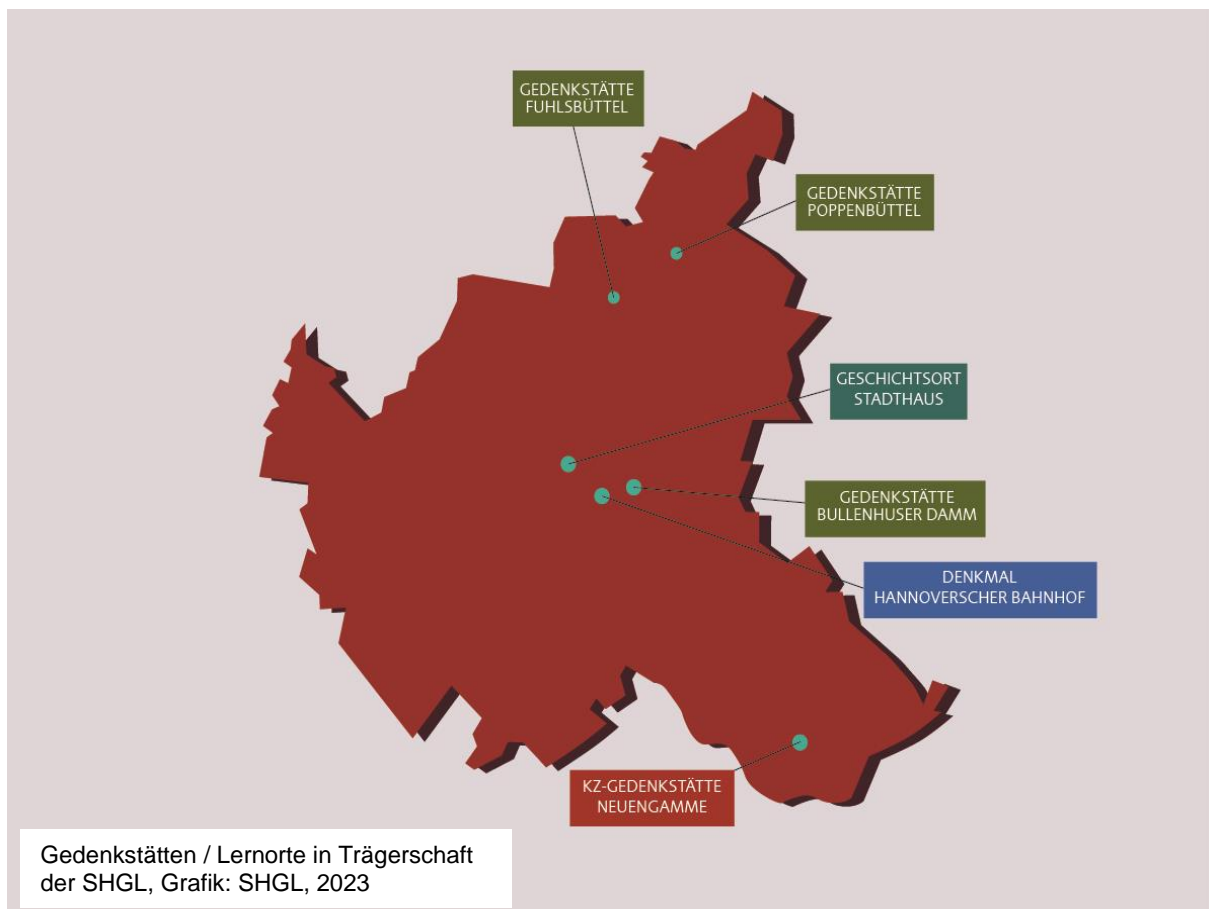 GEDENKSTÄTTE
FUHLSBÜTTEL
GEDENKSTÄTTE
POPPENBÜTTEL
GESCHICHTSORT
STADTHAUS
GEDENKSTÄTTE
BULLENHUSER DAMM
DENKMAL
HANNOVERSCHER BAHNHOF
KZ-GEDENKSTÄTTE
NEUENGAMME
Gedenkstätten / Lernorte in Trägerschaft
der SHGL, Grafik: SHGL, 2023